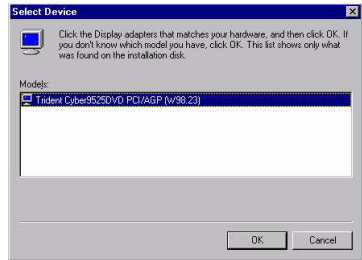 Select Device
Click the Display adapters that matches your hardware, and then click OK. If
you don't know which model you have, click OK. This list shows only what
was found on the installation disk.
Models:
Trident Cyber9525DVD PCI/AGP (W98.23)
OK
Cancel